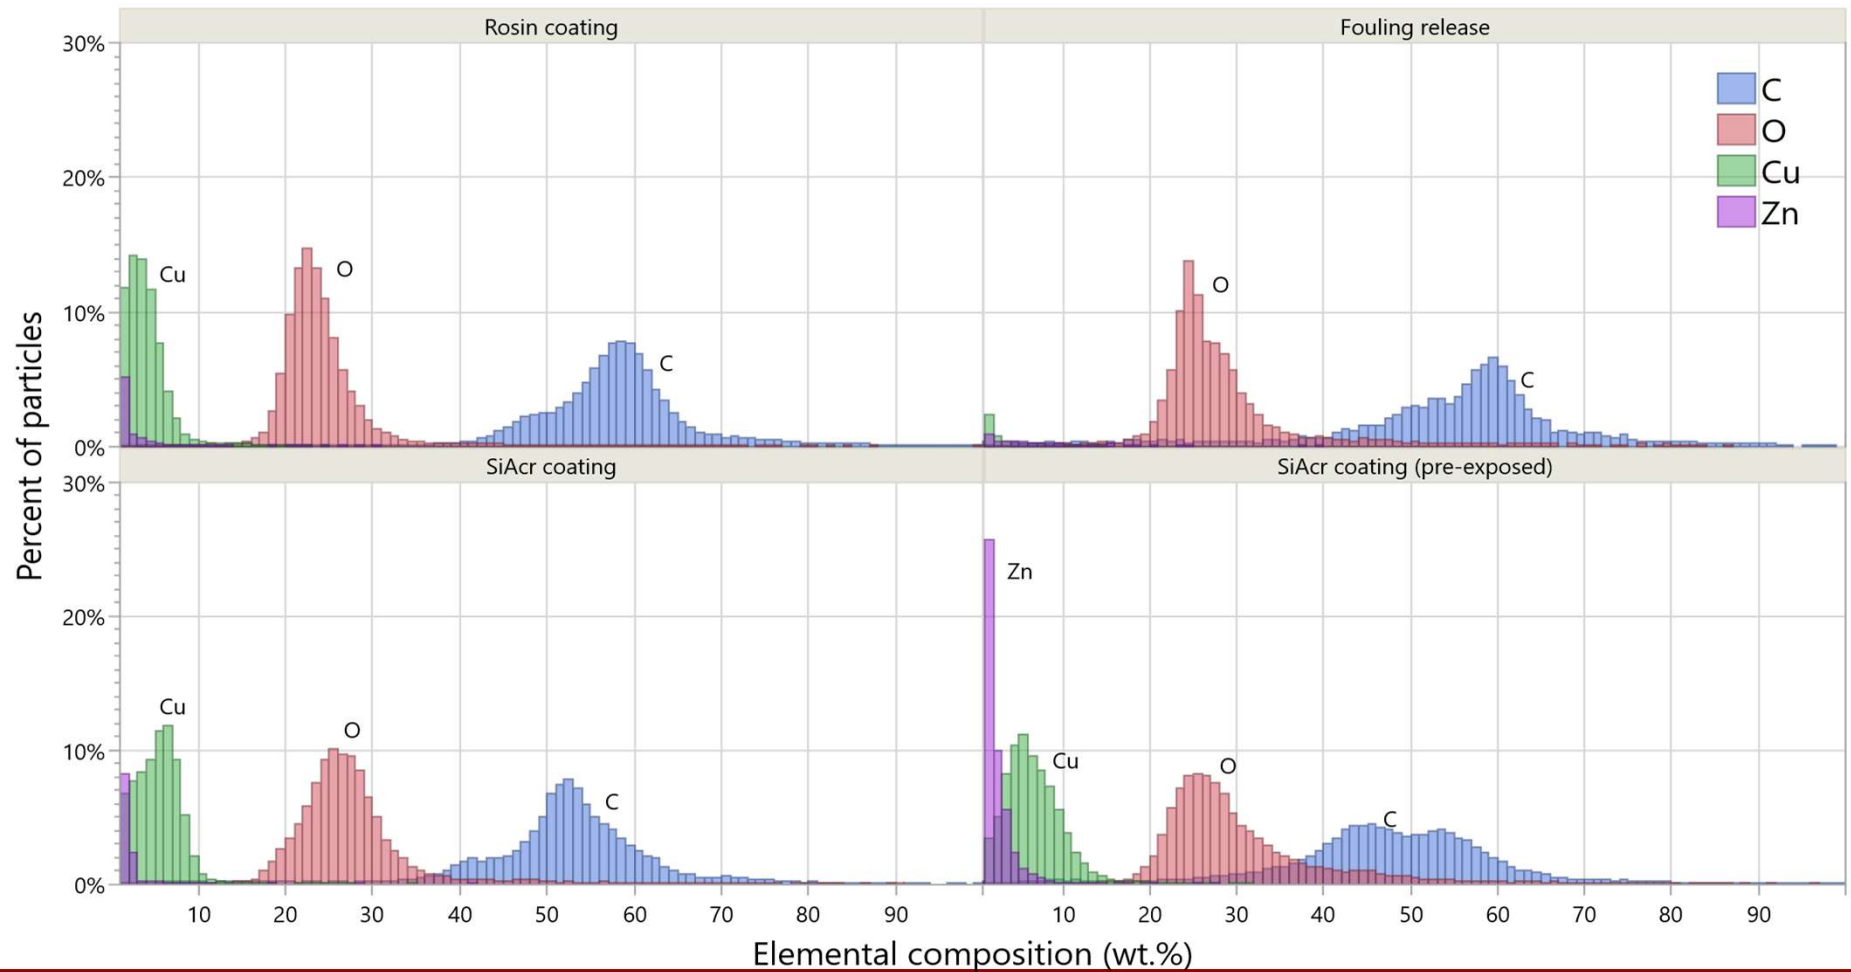 Rosin coating
Fouling release
30%
20%
10%
0%
Cu
O
C
O
C
C
O
Cu
Zn
SiAcr coating
SiAcr coating (pre-exposed)
30%
20%
10%
0%
Cu
O
C
Zn
Cu
O
C
10 20 30 40 50 60 70 80 90
10 20 30 40 50 60 70 80 90
Percent of particles
Elemental composition (wt.%)